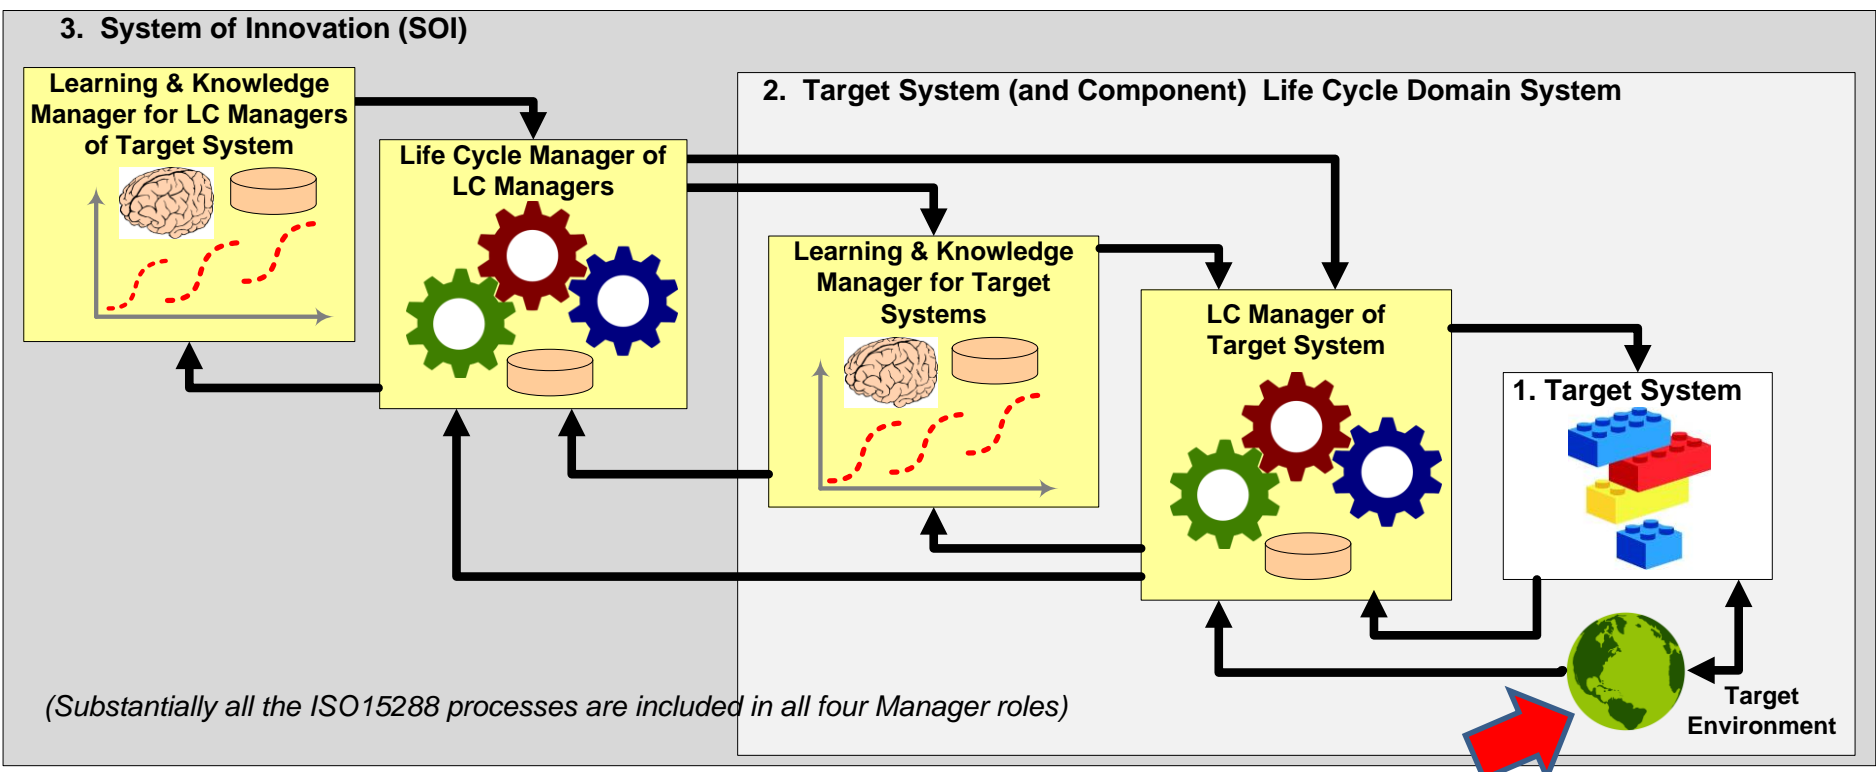 3. System of Innovation (SOI)
Learning & Knowledge
Manager for LC Managers
of Target System
2. Target System (and Component) Life Cycle Domain System
Life Cycle Manager of
LC Managers
Learning & Knowledge
Manager for Target
Systems
LC Manager of
Target System
1. Target System
Target
Environment
(Substantially all the ISO15288 processes are included in all four Manager roles)